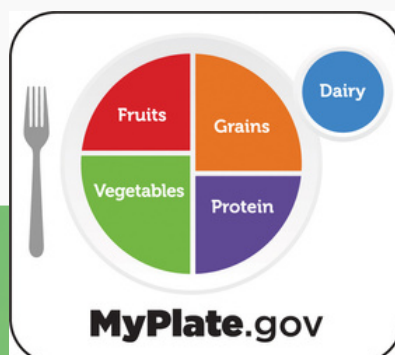 Dairy
Fruits
Grains
Vegetables
Protein
MyPlate.gov